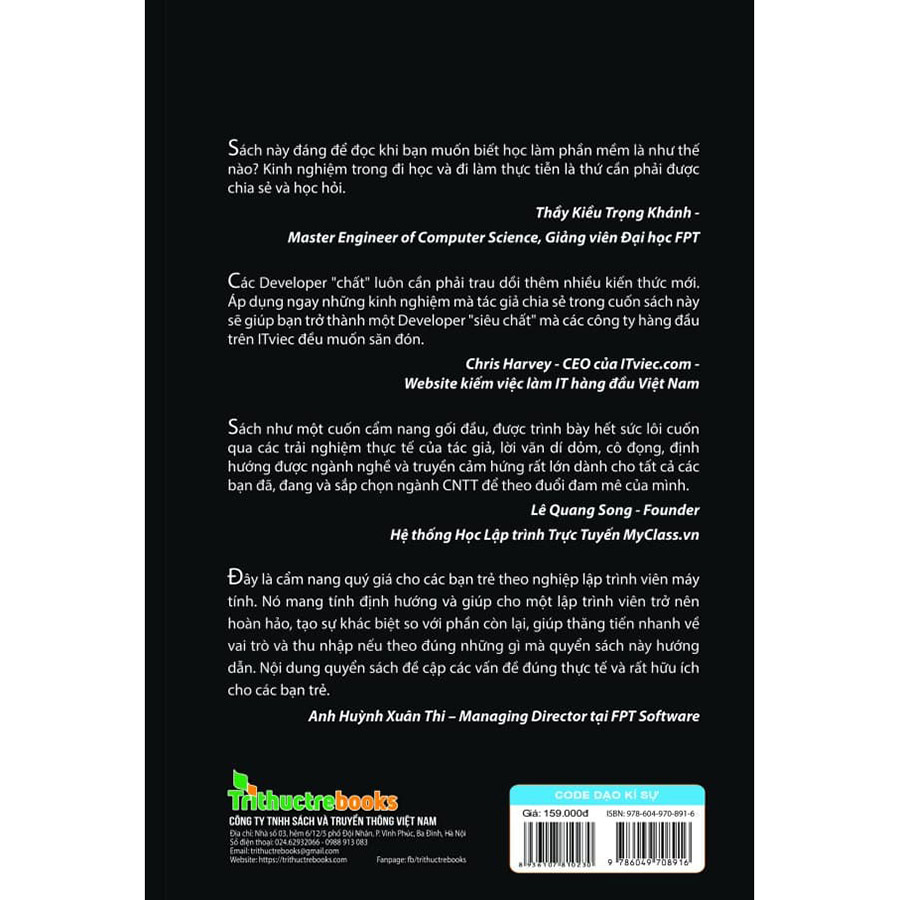 Sách này đáng để đọc khi bạn muốn biết học làm phần mềm là như thế
nào? Kinh nghiệm trong đi học và đi làm thực tiễn là thứ cần phải được
chia sẻ và học hỏi.
Thầy Kiều Trọng Khánh -
Master Engineer of Computer Science, Giảng viên Đại học FPT
Các Developer "chất" luôn cần phải trau dồi thêm nhiều kiến thức mới.
Áp dụng ngay những kinh nghiệm mà tác giả chia sẻ trong cuốn sách này
sẽ giúp bạn trở thành một Developer "siêu chất" mà các công ty hàng đầu
trên ITviec đều muốn săn đón.
Chris Harvey - CEO của ITviec.com -
Website kiếm việc làm IT hàng đầu Việt Nam
Sách như một cuốn cẩm nang gối đầu, được trình bày hết sức lôi cuốn
qua các trải nghiệm thực tế của tác giả, lời văn dí dỏm, cô đọng, định
hướng được ngành nghề và truyền cảm hứng rất lớn dành cho tất cả các
bạn đã, đang và sắp chọn ngành CNTT để theo đuổi đam mê của mình.
Lê Quang Song - Founder
Hệ thống Học Lập trình Trực Tuyến MyClass.vn
Đây là cẩm nang quý giá cho các bạn trẻ theo nghiệp lập trình viên máy
tính. Nó mang tính định hướng và giúp cho một lập trình viên trở nên
hoàn hảo, tạo sự khác biệt so với phần còn lại, giúp thăng tiến nhanh về
vai trò và thu nhập nếu theo đúng những gì mà quyển sách này hướng
dẫn. Nội dung quyển sách đề cập các vấn đề đúng thực tế và rất hữu ích
cho các bạn trẻ.
Anh Huỳnh Xuân Thi – Managing Director tại FPT Software
Trithuctrebooks
CÔNG TY TNHH SÁCH VÀ TRUYỀN THÔNG VIỆT NAM
Địa chỉ: Nhà số 03, hẻm 6/12/5 phố Đội Nhân, P. Vĩnh Phúc, Ba Đình, Hà Nội
Số điện thoại: 024.62932066 - 0988 913 083
Email: trithuctrebooks@gmail.com
Website: https://trithuctrebooks.com Fanpage: fb/trithuctrebooks
CODE DẠO KÍ SỰ
Giá: 159.000đ
ISBN: 978-604-970-891-6
8 936107 810230
9 786049 708916